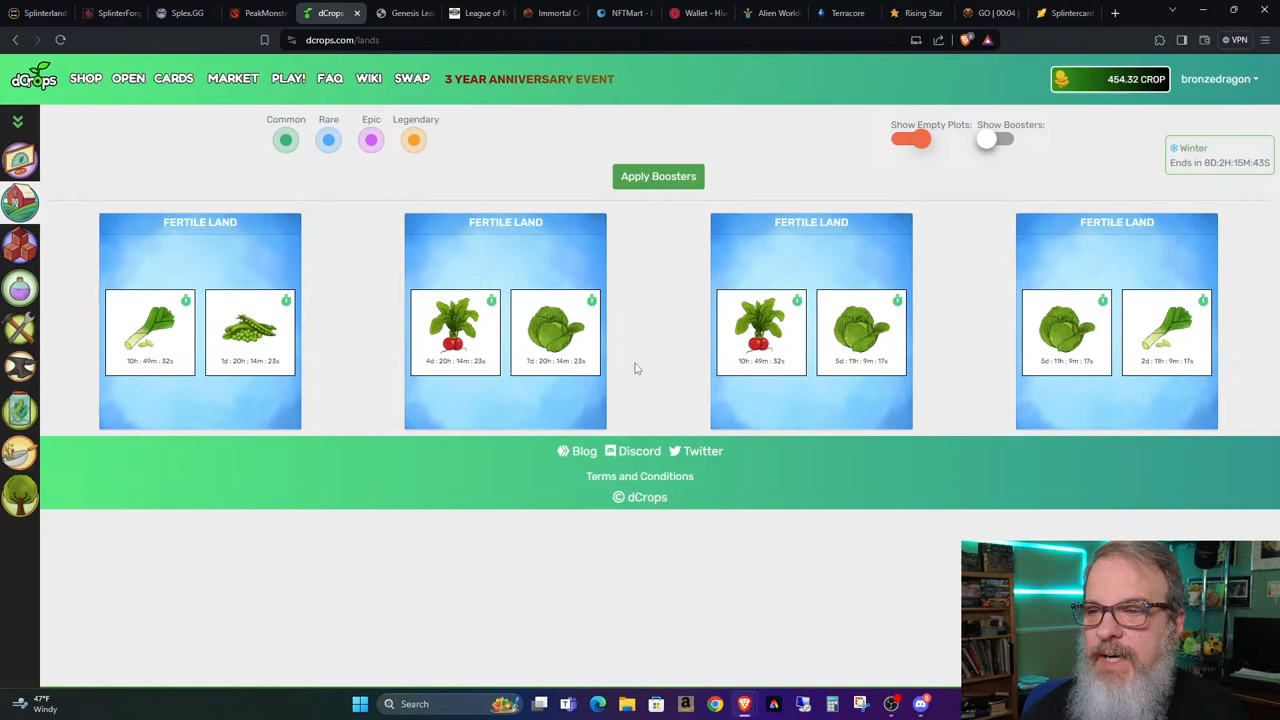 Splinterland
SplinterForg
Splex.GG
PeakMonste
dCrops
Genesis Lea
League of K
Immortal Cr
NFTMart - E
Wallet - Hiv
Alien World
Terracore
Rising Star
GO | 00:04 |
Splintercard
dcrops.com/lands
VPN
dCrops
SHOP OPEN CARDS MARKET PLAY! FAQ WIKI SWAP 3 YEAR ANNIVERSARY EVENT
454.32 CROP
bronzedragon
Common Rare Epic Legendary
Show Empty Plots: Show Boosters:
Winter
Ends in 8D:2H:15M:43S
Apply Boosters
FERTILE LAND
10h : 49m : 32s
1d : 20h : 14m : 23s
FERTILE LAND
4d : 20h : 14m : 23s
7d : 20h : 14m : 23s
FERTILE LAND
10h : 49m : 32s
5d : 11h : 9m : 17s
FERTILE LAND
5d : 11h : 9m : 17s
2d : 11h : 9m : 17s
Blog Discord Twitter
Terms and Conditions
© dCrops
47°F
Windy
Search